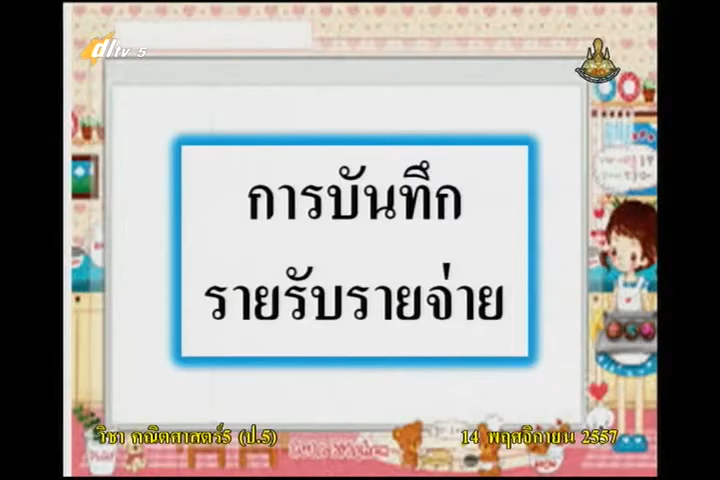 dltv 5
การบันทึก
รายรับรายจ่าย
วิชา คณิตศาสตร์5 (ป.5)
14 พฤศจิกายน 2557